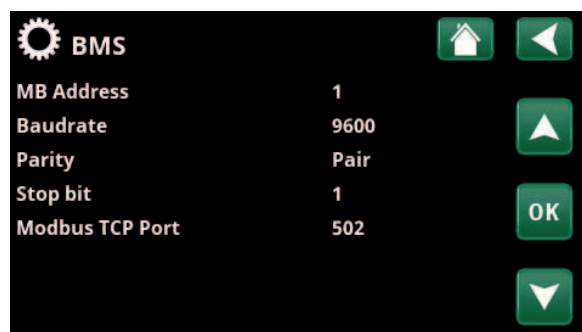 BMS
MB Address 1
Baudrate 9600
Parity Pair
Stop bit 1
Modbus TCP Port 502
OK